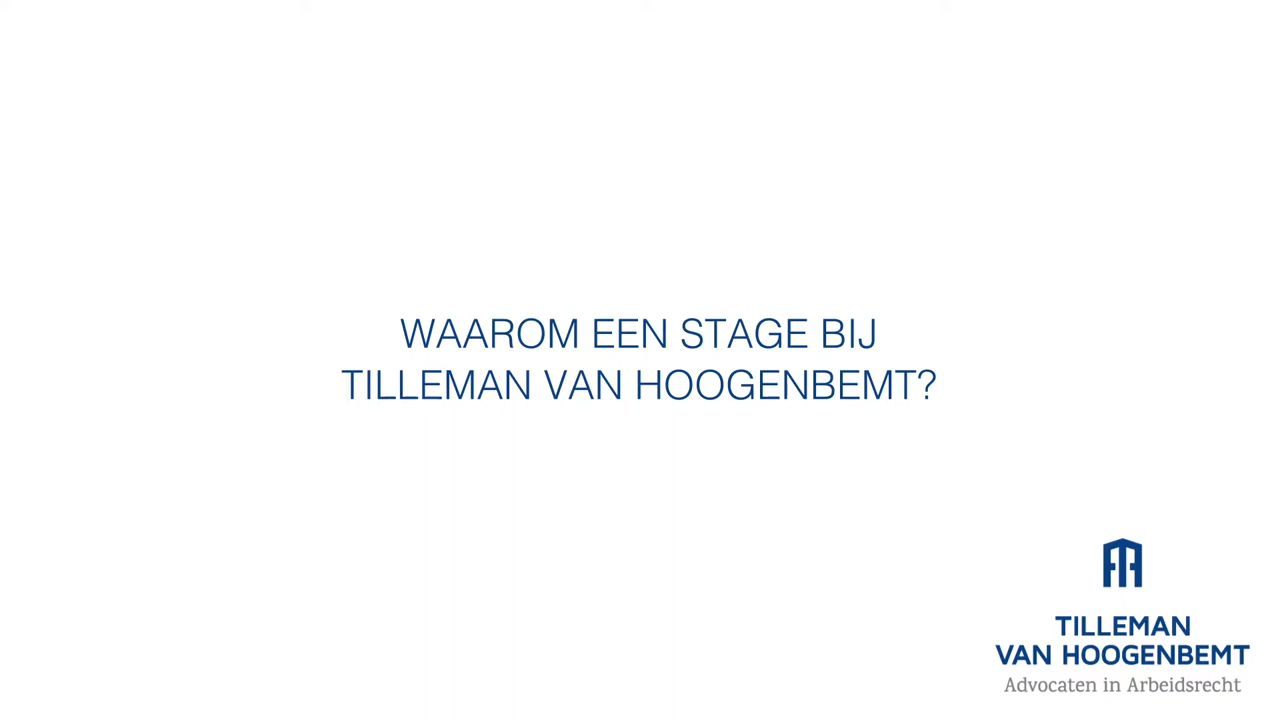 WAAROM EEN STAGE BIJ
TILLEMAN VAN HOOGENBEMT?
TILLEMAN
VAN HOOGENBEMT
Advocaten in Arbeidsrecht